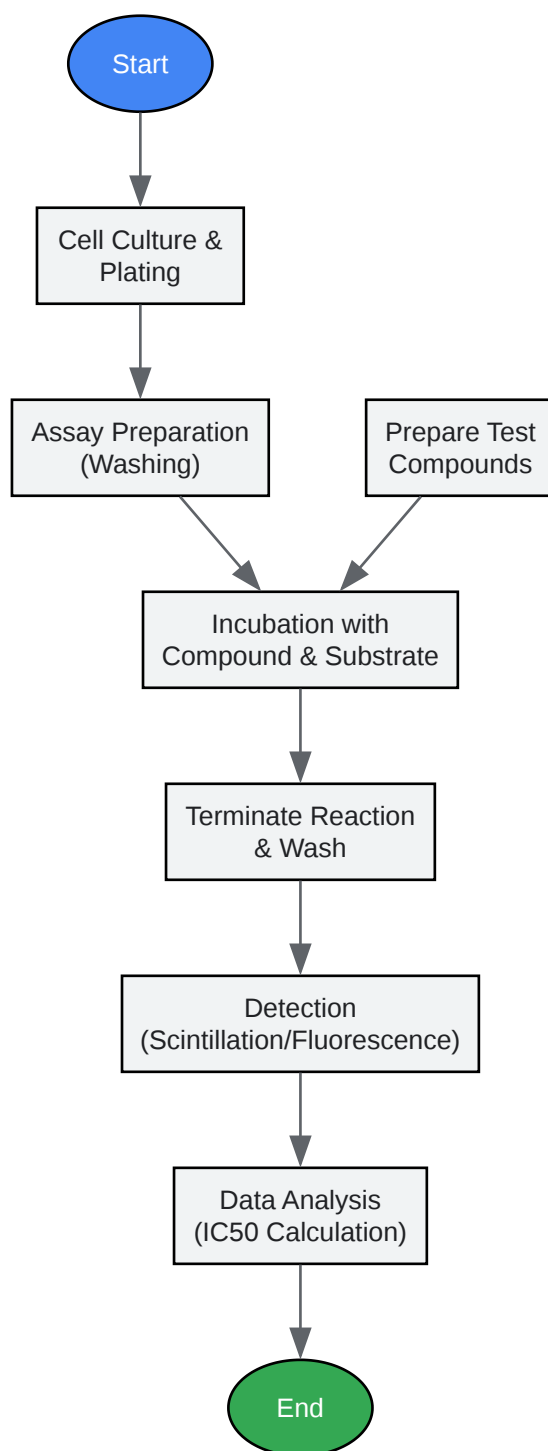 Start
Cell Culture &
Plating
Assay Preparation
(Washing)
Prepare Test
Compounds
Incubation with
Compound & Substrate
Terminate Reaction
& Wash
Detection
(Scintillation/Fluorescence)
Data Analysis
(IC50 Calculation)
End